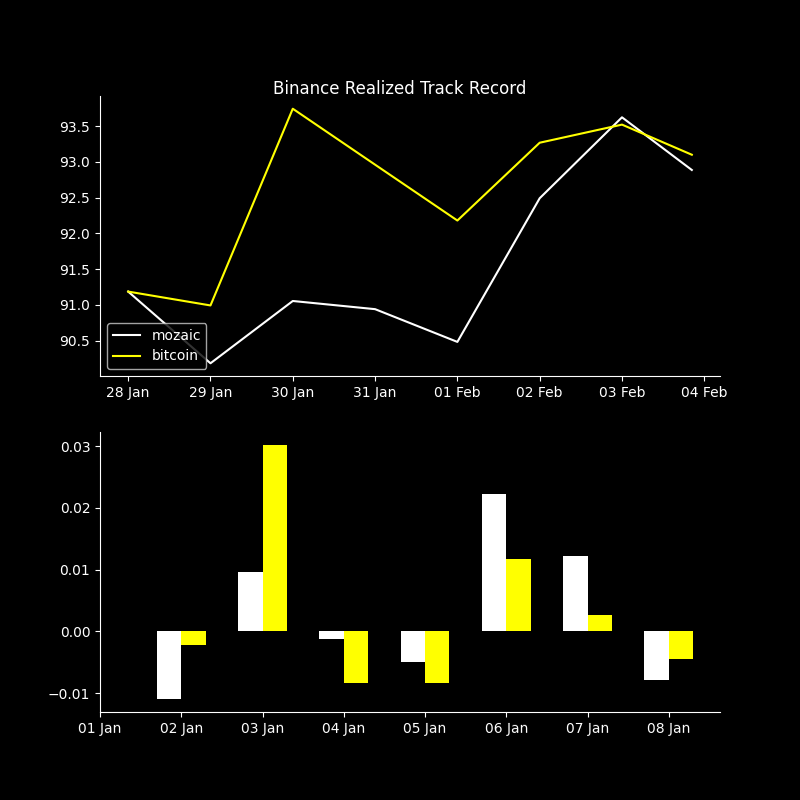 Binance Realized Track Record
93.5
93.0
92.5
92.0
91.5
91.0
90.5
mozaic
bitcoin
28 Jan 29 Jan 30 Jan 31 Jan 01 Feb 02 Feb 03 Feb 04 Feb
0.03
0.02
0.01
0.00
−0.01
01 Jan 02 Jan 03 Jan 04 Jan 05 Jan 06 Jan 07 Jan 08 Jan